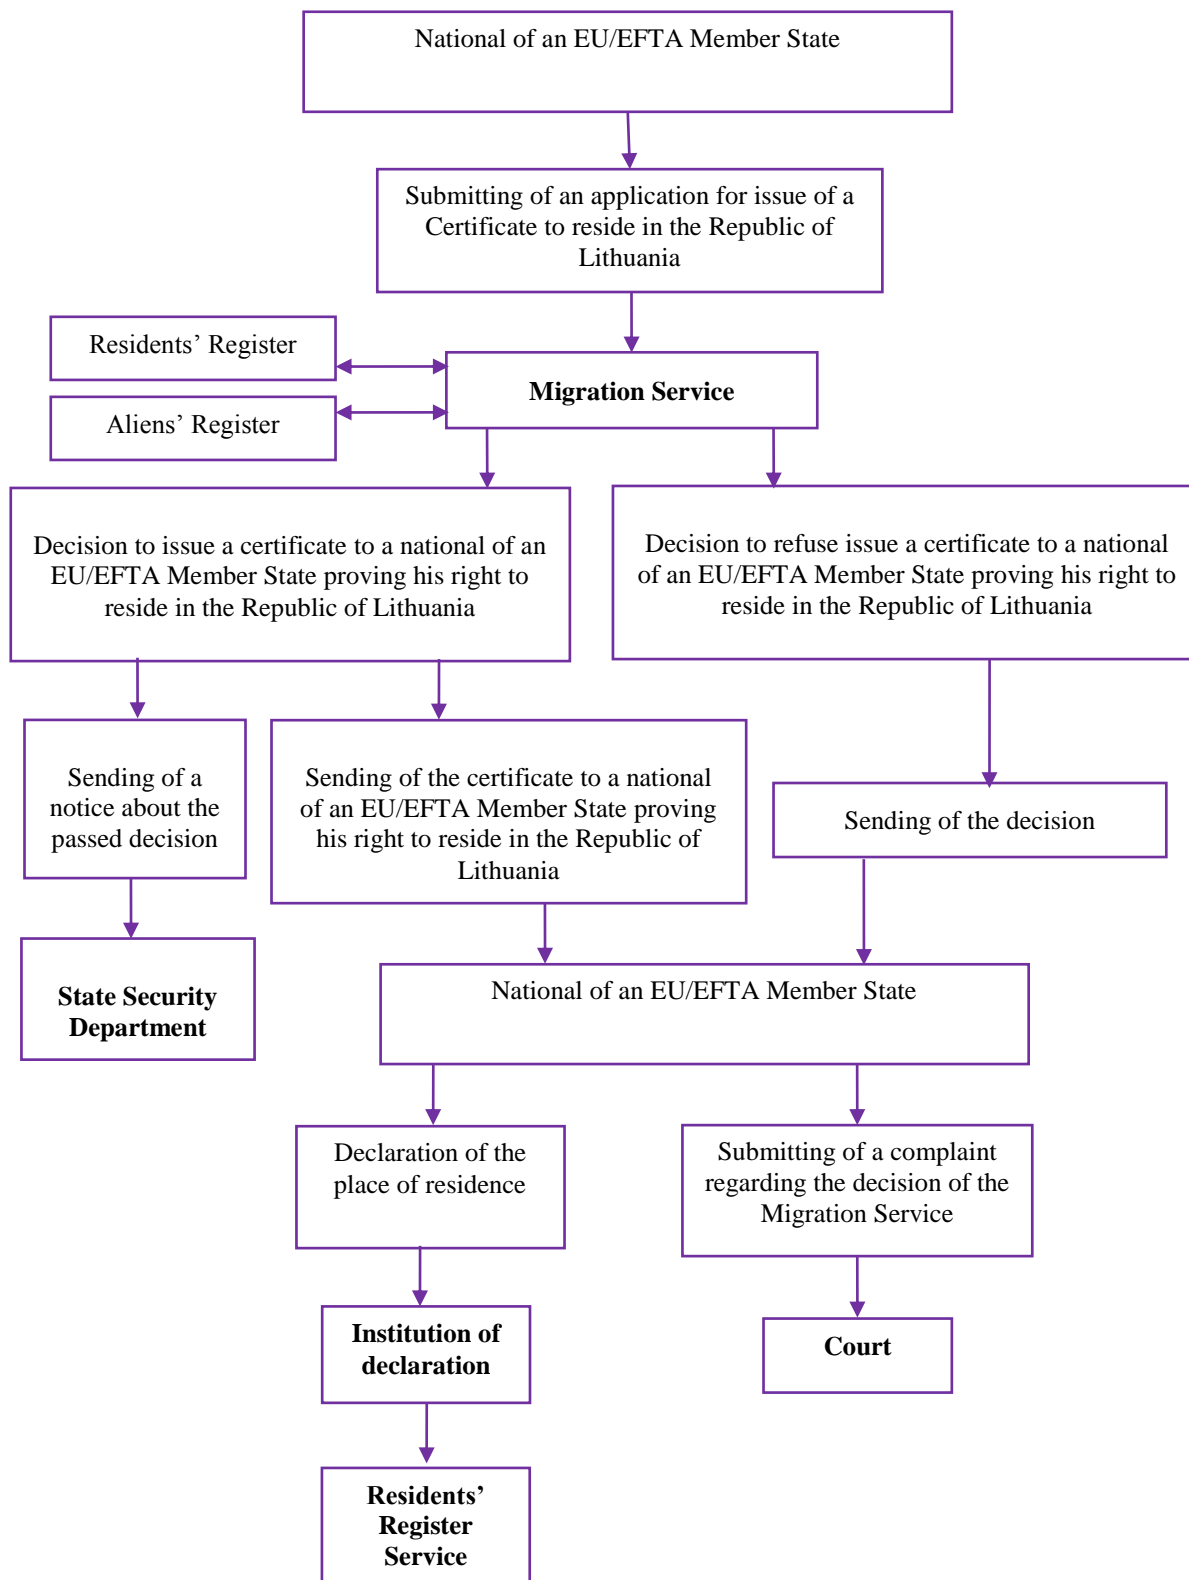 National of an EU/EFTA Member State
Submitting of an application for issue of a
Certificate to reside in the Republic of
Lithuania
Residents’ Register
Migration Service
Aliens’ Register
Decision to issue a certificate to a national of an
EU/EFTA Member State proving his right to
reside in the Republic of Lithuania
Decision to refuse issue a certificate to a national
of an EU/EFTA Member State proving his right to
reside in the Republic of Lithuania
Sending of a
notice about the
passed decision
Sending of the certificate to a national
of an EU/EFTA Member State proving
his right to reside in the Republic of
Lithuania
Sending of the decision
State Security
Department
National of an EU/EFTA Member State
Declaration of the
place of residence
Submitting of a complaint
regarding the decision of the
Migration Service
Institution of
declaration
Court
Residents’
Register
Service